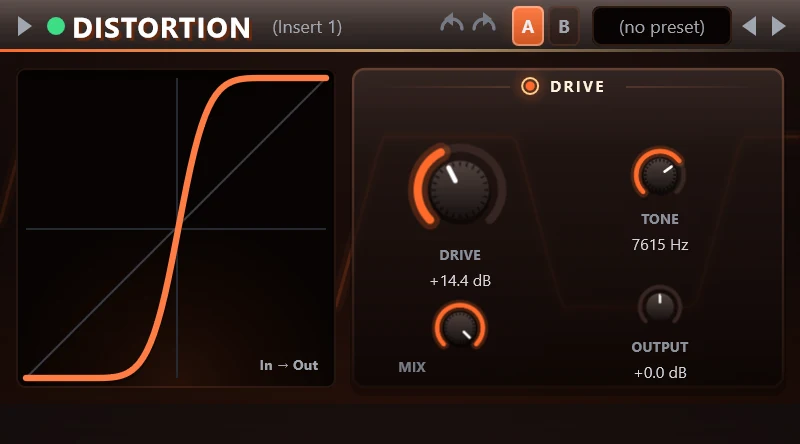 DISTORTION (Insert 1) A B (no preset)
DRIVE
TONE
7615 Hz
DRIVE
+14.4 dB
In → Out
MIX
OUTPUT
+0.0 dB